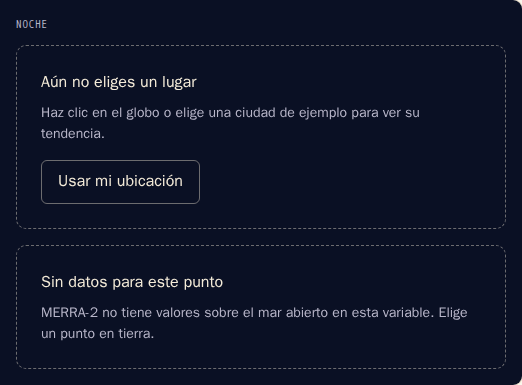 NOCHE
Aún no eliges un lugar
Haz clic en el globo o elige una ciudad de ejemplo para ver su
tendencia.
Usar mi ubicación
Sin datos para este punto
MERRA-2 no tiene valores sobre el mar abierto en esta variable. Elige
un punto en tierra.